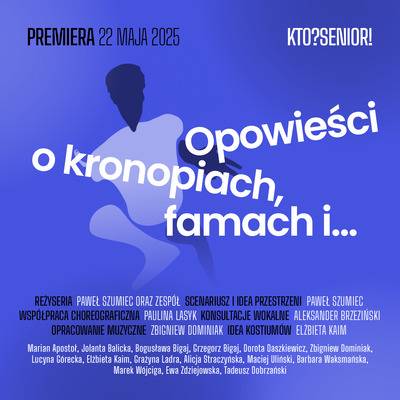 PREMIERA 22 MAJA 2025
KTO?SENIOR!
Opowieści
o kronopiach,
famach i...
REŻYSERIA PAWEŁ SZUMIEC ORAZ ZESPÓŁ SCENARIUSZ I IDEA PRZESTRZENI PAWEŁ SZUMIEC
WSPÓŁPRACA CHOREOGRAFICZNA PAULINA LASYK KONSULTACJE WOKALNE ALEKSANDER BRZEZIŃSKI
OPRACOWANIE MUZYCZNE ZBIGNIEW DOMINIAK IDEA KOSTIUMÓW ELŻBIETA KAIM
Marian Apostoł, Jolanta Balicka, Bogusława Bigaj, Grzegorz Bigaj, Dorota Daszkiewicz, Zbigniew Dominiak,
Lucyna Górecka, Elżbieta Kaim, Grażyna Ladra, Alicja Straczyńska, Maciej Uliński, Barbara Waksmańska,
Marek Wójciga, Ewa Zdziejowska, Tadeusz Dobrzański